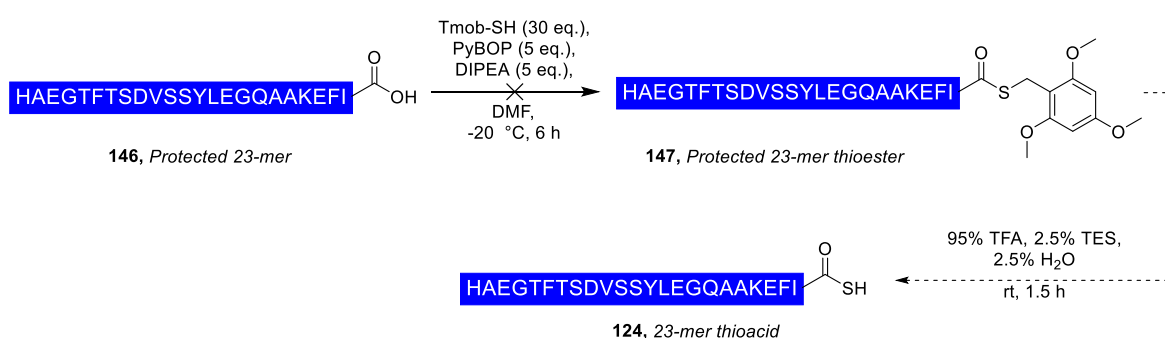 Tmob-SH (30 eq.),
PyBOP (5 eq.),
DIPEA (5 eq.),
HAEGTFTSDVSSYLEGQAAKEFI
O
OH
DMF,
-20 °C, 6 h
146, Protected 23-mer
HAEGTFTSDVSSYLEGQAAKEFI
O
S
O
O
O
147, Protected 23-mer thioester
HAEGTFTSDVSSYLEGQAAKEFI
O
SH
124, 23-mer thioacid
95% TFA, 2.5% TES,
2.5% H₂O
rt, 1.5 h